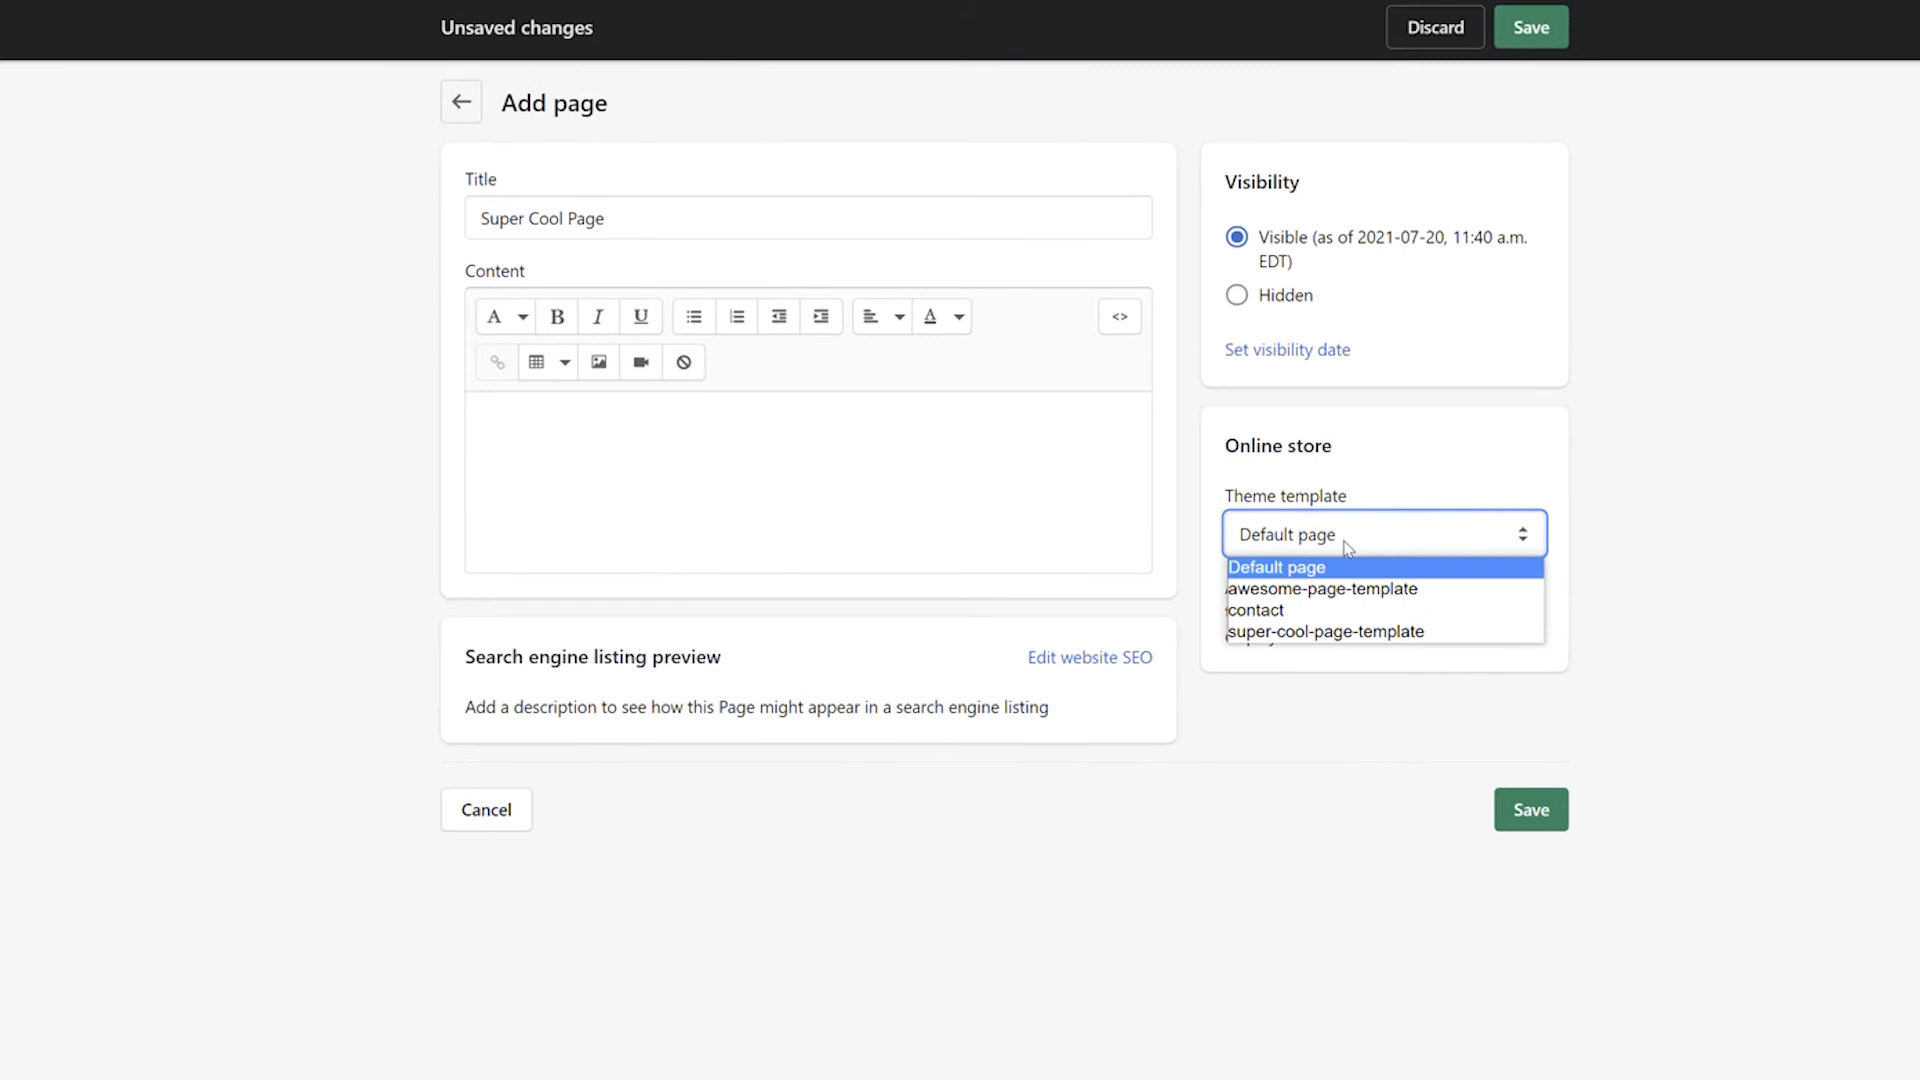 Unsaved changes
Discard
Save
Add page
Title
Super Cool Page
Content
A
B
I
U
A
<>
Search engine listing preview
Edit website SEO
Add a description to see how this Page might appear in a search engine listing
Visibility
Visible (as of 2021-07-20, 11:40 a.m.
EDT)
Hidden
Set visibility date
Online store
Theme template
Default page
Default page
awesome-page-template
contact
super-cool-page-template
Cancel
Save